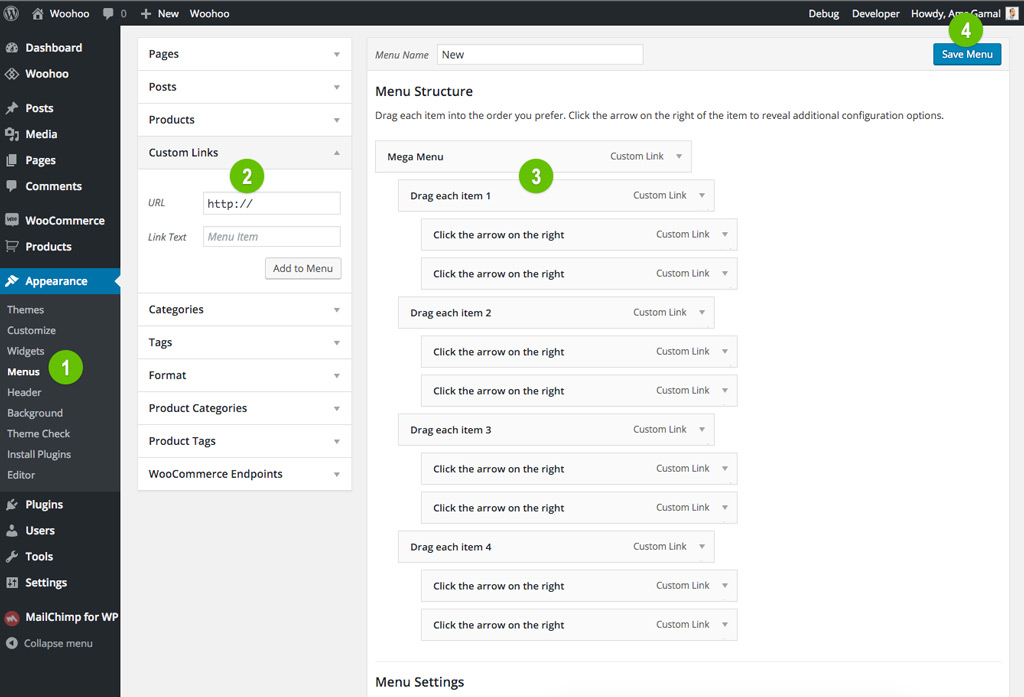 Woohoo 0 New Woohoo Debug Developer Howdy, Amr Gamal
Dashboard
Woohoo
Posts
Media
Pages
Comments
WooCommerce
Products
Appearance
Themes
Customize
Widgets
Menus
1
Header
Background
Theme Check
Install Plugins
Editor
Plugins
Users
Tools
Settings
MailChimp for WP
Collapse menu
Pages
Posts
Products
Custom Links
2
URL http://
Link Text Menu Item
Add to Menu
Categories
Tags
Format
Product Categories
Product Tags
WooCommerce Endpoints
4
Menu Name New Save Menu
Menu Structure
Drag each item into the order you prefer. Click the arrow on the right of the item to reveal additional configuration options.
Mega Menu Custom Link
3
Drag each item 1 Custom Link
Click the arrow on the right Custom Link
Click the arrow on the right Custom Link
Drag each item 2 Custom Link
Click the arrow on the right Custom Link
Click the arrow on the right Custom Link
Drag each item 3 Custom Link
Click the arrow on the right Custom Link
Click the arrow on the right Custom Link
Drag each item 4 Custom Link
Click the arrow on the right Custom Link
Click the arrow on the right Custom Link
Menu Settings